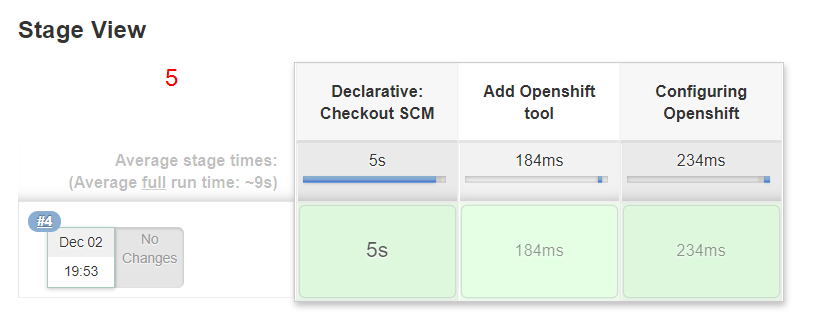 Stage View
5
Declarative:
Checkout SCM
Add Openshift
tool
Configuring
Openshift
Average stage times:
(Average full run time: ~9s)
5s
184ms
234ms
#4
Dec 02
19:53
No
Changes
5s
184ms
234ms